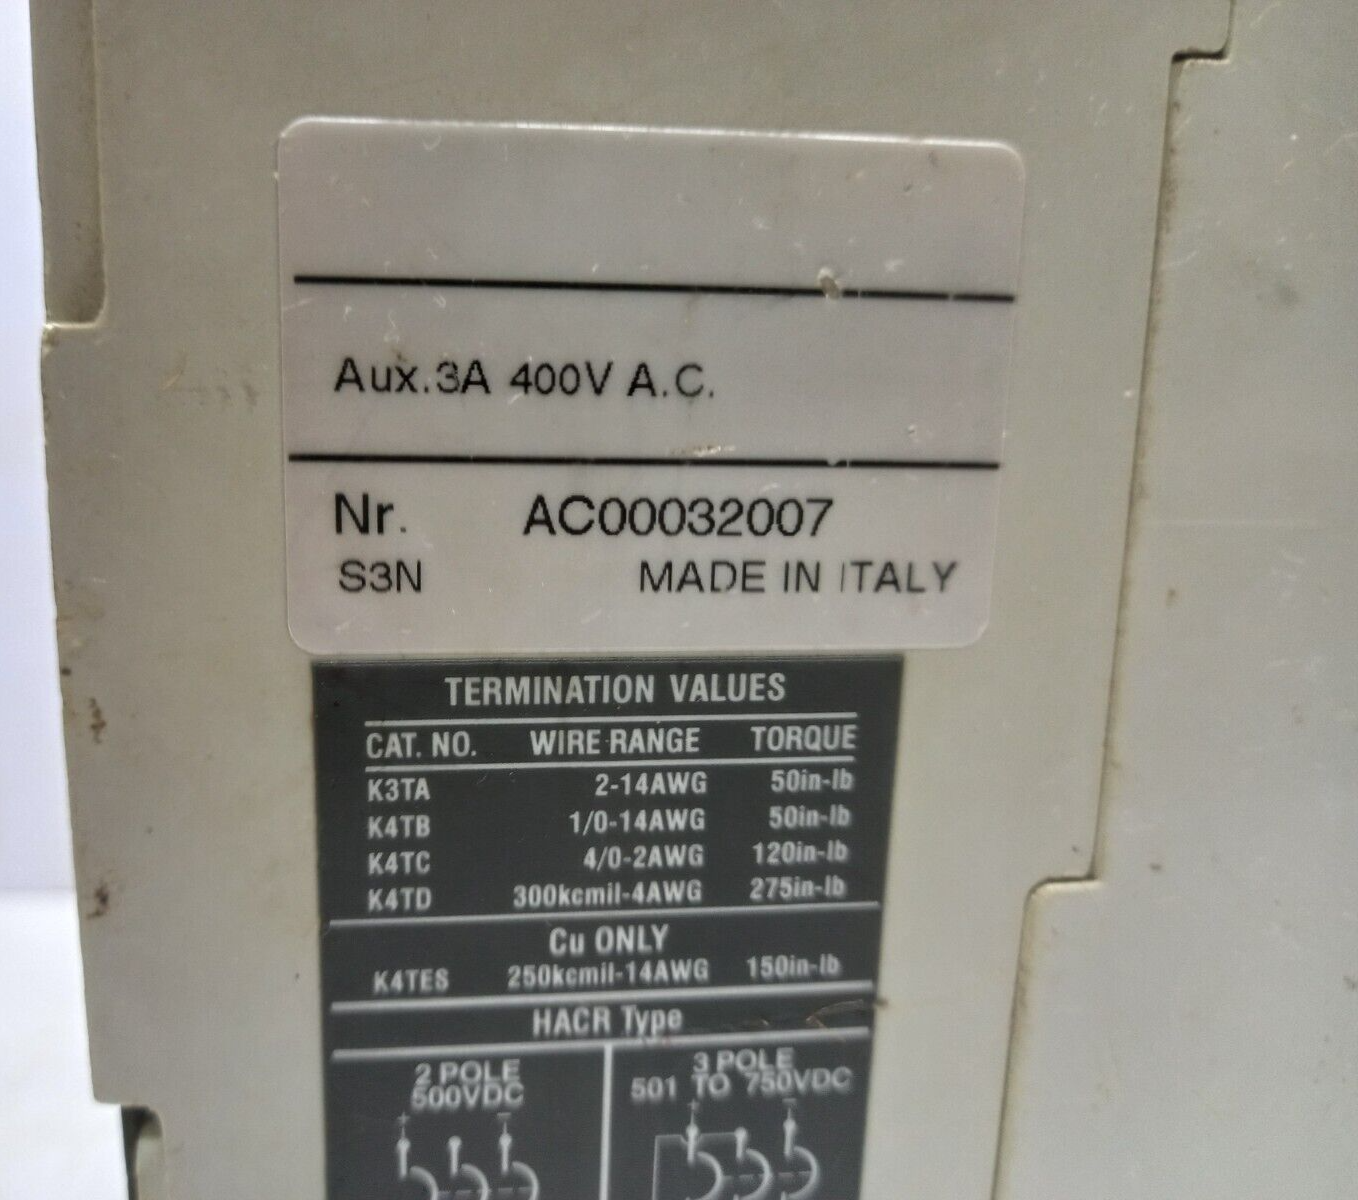 Aux.3A 400V A.C.
Nr. AC00032007
S3N MADE IN ITALY
TERMINATION VALUES
CAT. NO. WIRE RANGE TORQUE
K3TA 2-14AWG 50in-lb
K4TB 1/0-14AWG 50in-lb
K4TC 4/0-2AWG 120in-lb
K4TD 300kcmil-4AWG 275in-lb
Cu ONLY
K4TES 250kcmil-14AWG 150in-lb
HACR Type
2 POLE 3 POLE
500VDC 501 TO 750VDC
+ - + -